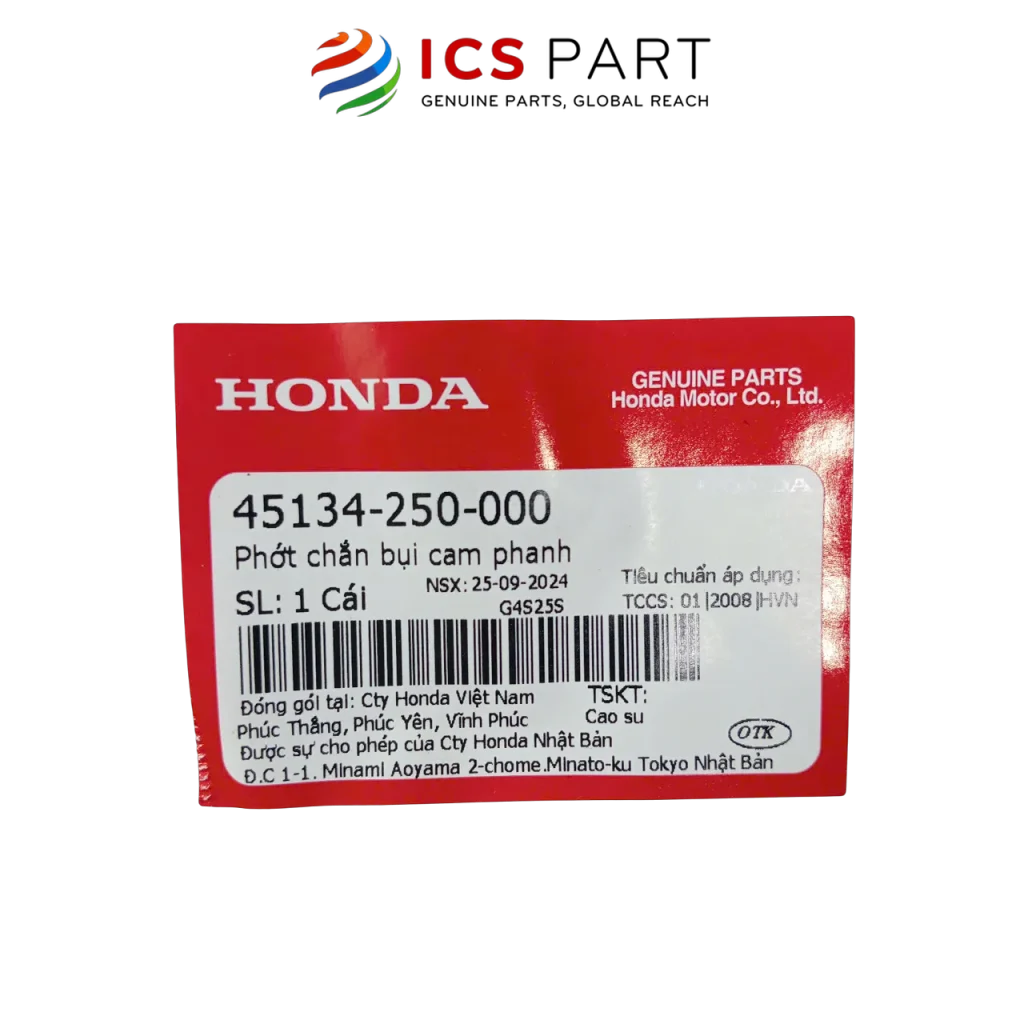 ICS PART
GENUINE PARTS, GLOBAL REACH
HONDA
GENUINE PARTS
Honda Motor Co., Ltd.
45134-250-000
Phớt chắn bụi cam phanh
SL: 1 Cái
NSX: 25-09-2024
G4S25S
Tiêu chuẩn áp dụng:
TCCS: 01|2008|HVN
Đóng gói tại: Cty Honda Việt Nam
Phúc Thắng, Phúc Yên, Vĩnh Phúc
Được sự cho phép của Cty Honda Nhật Bản
Đ.C 1-1. Minami Aoyama 2-chome.Minato-ku Tokyo Nhật Bản
TSKT:
Cao su
OTK